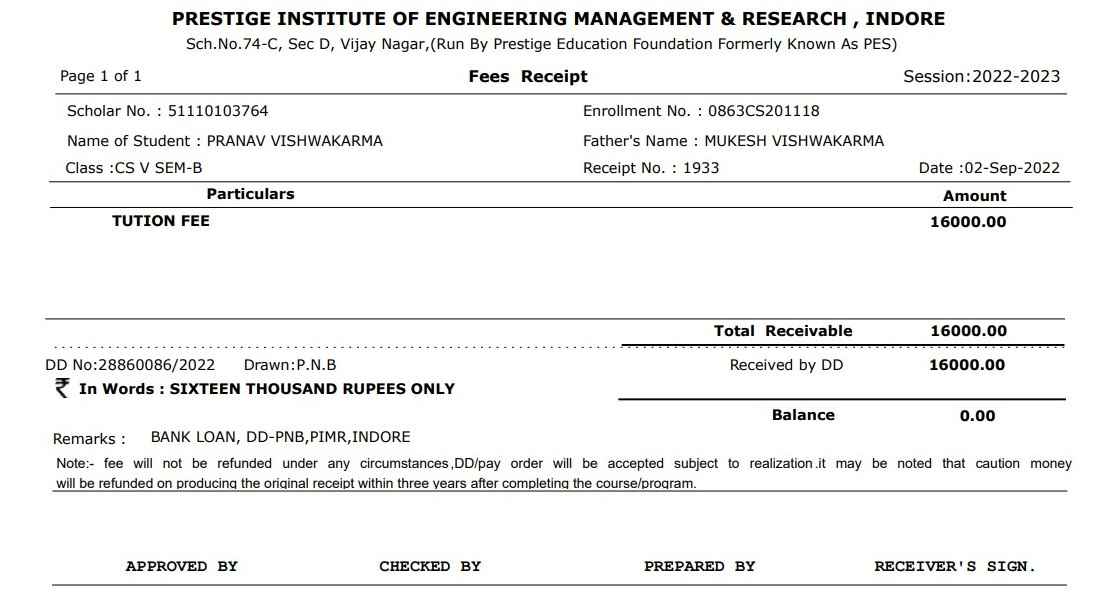 PRESTIGE INSTITUTE OF ENGINEERING MANAGEMENT & RESEARCH , INDORE
Sch.No.74-C, Sec D, Vijay Nagar,(Run By Prestige Education Foundation Formerly Known As PES)
Page 1 of 1 Fees Receipt Session:2022-2023
Scholar No. : 51110103764 Enrollment No. : 0863CS201118
Name of Student : PRANAV VISHWAKARMA Father's Name : MUKESH VISHWAKARMA
Class :CS V SEM-B Receipt No. : 1933 Date :02-Sep-2022
Particulars Amount
TUTION FEE 16000.00
Total Receivable 16000.00
DD No:28860086/2022 Drawn:P.N.B Received by DD 16000.00
₹ In Words : SIXTEEN THOUSAND RUPEES ONLY
Balance 0.00
Remarks : BANK LOAN, DD-PNB,PIMR,INDORE
Note:- fee will not be refunded under any circumstances,DD/pay order will be accepted subject to realization.it may be noted that caution money
will be refunded on producing the original receipt within three years after completing the course/program.
APPROVED BY CHECKED BY PREPARED BY RECEIVER'S SIGN.